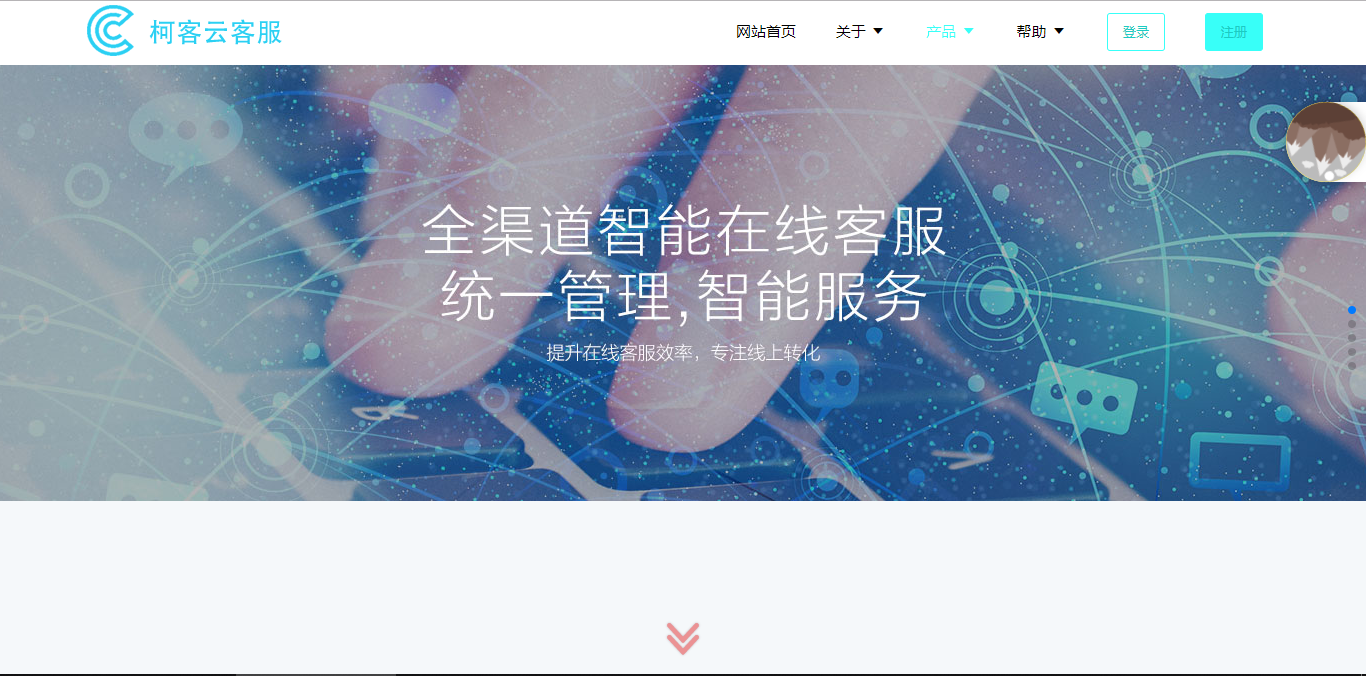 柯客云客服
网站首页 关于 产品 帮助 登录 注册
全渠道智能在线客服
统一管理,智能服务
提升在线客服效率，专注线上转化